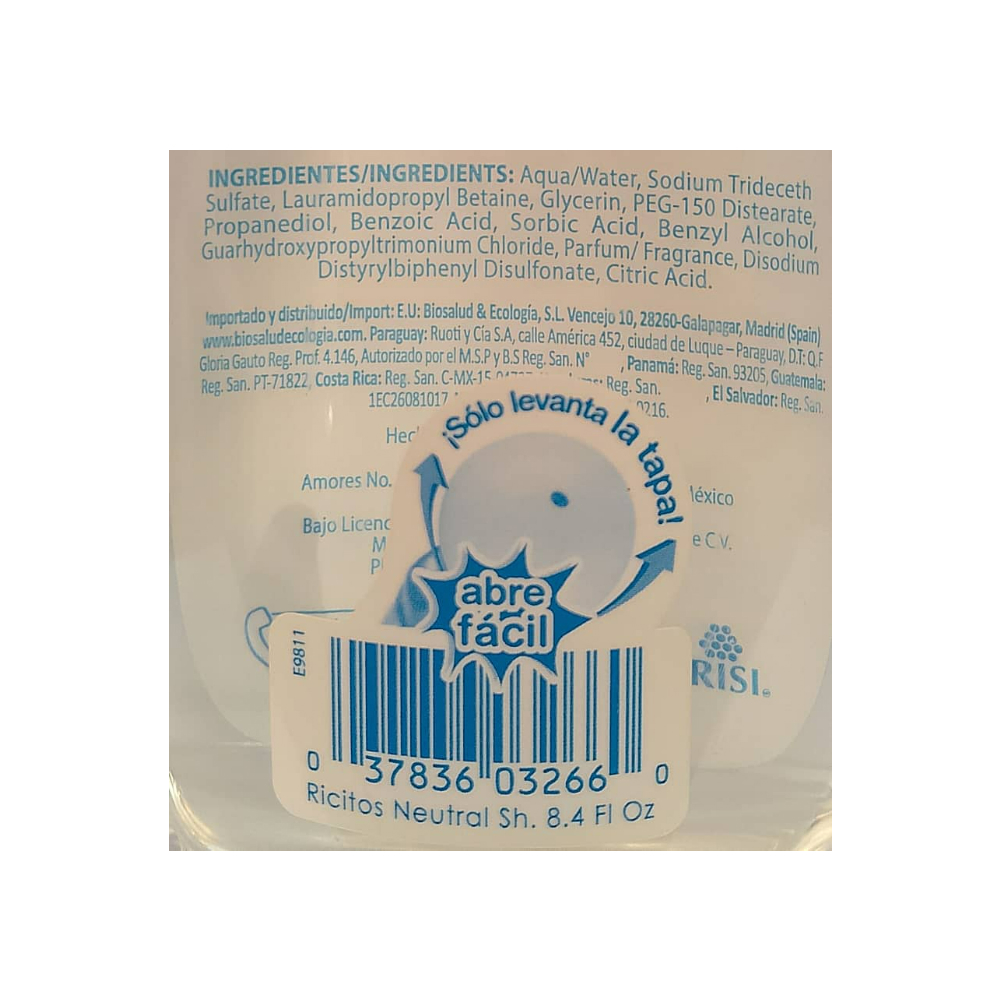 INGREDIENTES/INGREDIENTS: Aqua/Water, Sodium Trideceth
Sulfate, Lauramidopropyl Betaine, Glycerin, PEG-150 Distearate,
Propanediol, Benzoic Acid, Sorbic Acid, Benzyl Alcohol,
Guarhydroxypropyltrimonium Chloride, Parfum/ Fragrance, Disodium
Distyrylbiphenyl Disulfonate, Citric Acid.
Importado y distribuido/Import: E.U: Biosalud & Ecología, S.L. Vencejo 10, 28260-Galapagar, Madrid (Spain)
www.biosaludecologia.com. Paraguay: Ruoti y Cía S.A, calle América 452, ciudad de Luque – Paraguay, D.T: Q.F
Gloria Gauto Reg. Prof. 4.146, Autorizado por el M.S.P y B.S Reg. San. N° , Panamá: Reg. San. 93205, Guatemala:
Reg. San. PT-71822, Costa Rica: Reg. San. C-MX-15 Reg. San. , El Salvador: Reg. San.
1EC26081017 0216.
¡Sólo levanta la tapa!
Amores No. México
Bajo e C.V.
abre
fácil
E9811
RISI
0 37836 03266 0
Ricitos Neutral Sh. 8.4 Fl Oz